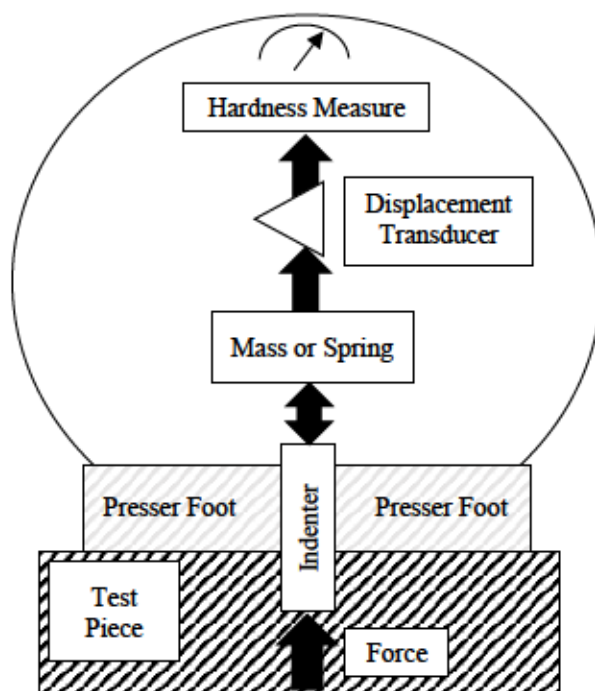 Hardness Measure
Displacement
Transducer
Mass or Spring
Presser Foot
Indenter
Presser Foot
Test
Piece
Force